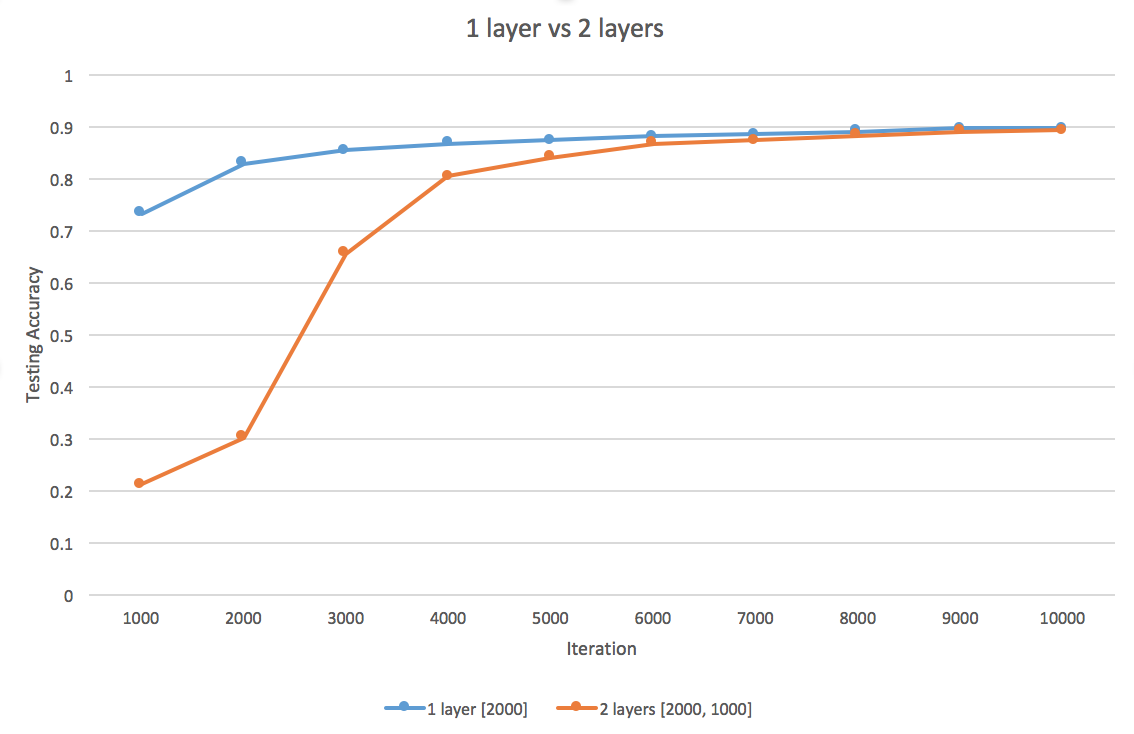 1 layer vs 2 layers
Testing Accuracy
1
0.9
0.8
0.7
0.6
0.5
0.4
0.3
0.2
0.1
0
1000 2000 3000 4000 5000 6000 7000 8000 9000 10000
Iteration
1 layer [2000] 2 layers [2000, 1000]